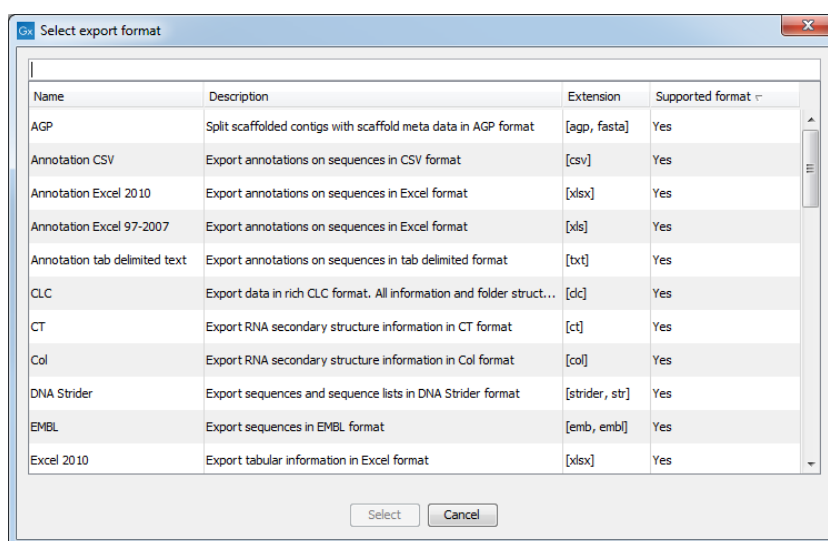 Gx Select export format
Name Description Extension Supported format
AGP Split scaffolded contigs with scaffold meta data in AGP format [agp, fasta] Yes
Annotation CSV Export annotations on sequences in CSV format [csv] Yes
Annotation Excel 2010 Export annotations on sequences in Excel format [xlsx] Yes
Annotation Excel 97-2007 Export annotations on sequences in Excel format [xls] Yes
Annotation tab delimited text Export annotations on sequences in tab delimited format [txt] Yes
CLC Export data in rich CLC format. All information and folder struct... [clc] Yes
CT Export RNA secondary structure information in CT format [ct] Yes
Col Export RNA secondary structure information in Col format [col] Yes
DNA Strider Export sequences and sequence lists in DNA Strider format [strider, str] Yes
EMBL Export sequences in EMBL format [emb, embl] Yes
Excel 2010 Export tabular information in Excel format [xlsx] Yes
Select Cancel